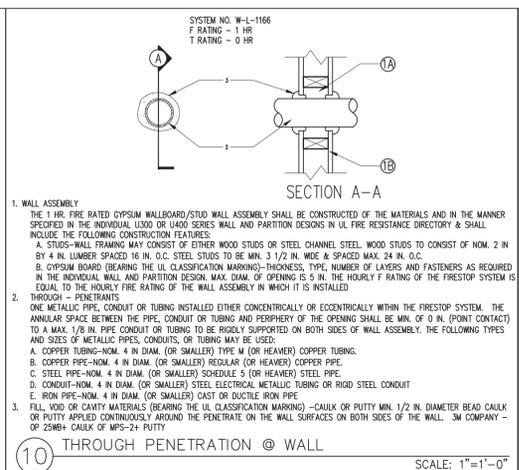 SYSTEM NO. W-L-1166
F RATING - 1 HR
T RATING - 0 HR
A
3
2
1A
1B
SECTION A-A
1. WALL ASSEMBLY
THE 1 HR. FIRE RATED GYPSUM WALLBOARD/STUD WALL ASSEMBLY SHALL BE CONSTRUCTED OF THE MATERIALS AND IN THE MANNER
SPECIFIED IN THE INDIVIDUAL U300 OR U400 SERIES WALL AND PARTITION DESIGNS IN UL FIRE RESISTANCE DIRECTORY & SHALL
INCLUDE THE FOLLOWING CONSTRUCTION FEATURES:
A. STUDS-WALL FRAMING MAY CONSIST OF EITHER WOOD STUDS OR STEEL CHANNEL STEEL. WOOD STUDS TO CONSIST OF NOM. 2 IN
BY 4 IN. LUMBER SPACED 16 IN. O.C. STEEL STUDS TO BE MIN. 3 1/2 IN. WIDE & SPACED MAX. 24 IN. O.C.
B. GYPSUM BOARD (BEARING THE UL CLASSIFICATION MARKING)-THICKNESS, TYPE, NUMBER OF LAYERS AND FASTENERS AS REQUIRED
IN THE INDIVIDUAL WALL AND PARTITION DESIGN. MAX. DIAM. OF OPENING IS 5 IN. THE HOURLY F RATING OF THE FIRESTOP SYSTEM IS
EQUAL TO THE HOURLY FIRE RATING OF THE WALL ASSEMBLY IN WHICH IT IS INSTALLED
2. THROUGH - PENETRANTS
ONE METALLIC PIPE, CONDUIT OR TUBING INSTALLED EITHER CONCENTRICALLY OR ECCENTRICALLY WITHIN THE FIRESTOP SYSTEM. THE
ANNULAR SPACE BETWEEN THE PIPE, CONDUIT OR TUBING AND PERIPHERY OF THE OPENING SHALL BE MIN. OF 0 IN. (POINT CONTACT)
TO A MAX. 1/8 IN. PIPE CONDUIT OR TUBING TO BE RIGIDLY SUPPORTED ON BOTH SIDES OF WALL ASSEMBLY. THE FOLLOWING TYPES
AND SIZES OF METALLIC PIPES, CONDUITS, OR TUBING MAY BE USED:
A. COPPER TUBING-NOM. 4 IN DIAM. (OR SMALLER) TYPE M (OR HEAVIER) COPPER TUBING.
B. COPPER PIPE-NOM. 4 IN DIAM. (OR SMALLER) REGULAR (OR HEAVIER) COPPER PIPE.
C. STEEL PIPE-NOM. 4 IN DIAM. (OR SMALLER) SCHEDULE 5 (OR HEAVIER) STEEL PIPE.
D. CONDUIT-NOM. 4 IN DIAM. (OR SMALLER) STEEL ELECTRICAL METALLIC TUBING OR RIGID STEEL CONDUIT
E. IRON PIPE-NOM. 4 IN DIAM. (OR SMALLER) CAST OR DUCTILE IRON PIPE
3. FILL, VOID OR CAVITY MATERIALS (BEARING THE UL CLASSIFICATION MARKING) -CAULK OR PUTTY MIN. 1/2 IN. DIAMETER BEAD CAULK
OR PUTTY APPLIED CONTINUOUSLY AROUND THE PENETRATE ON THE WALL SURFACES ON BOTH SIDES OF THE WALL. 3M COMPANY -
OP 25WB+ CAULK OF MPS-2+ PUTTY
10 THROUGH PENETRATION @ WALL
SCALE: 1"=1'-0"